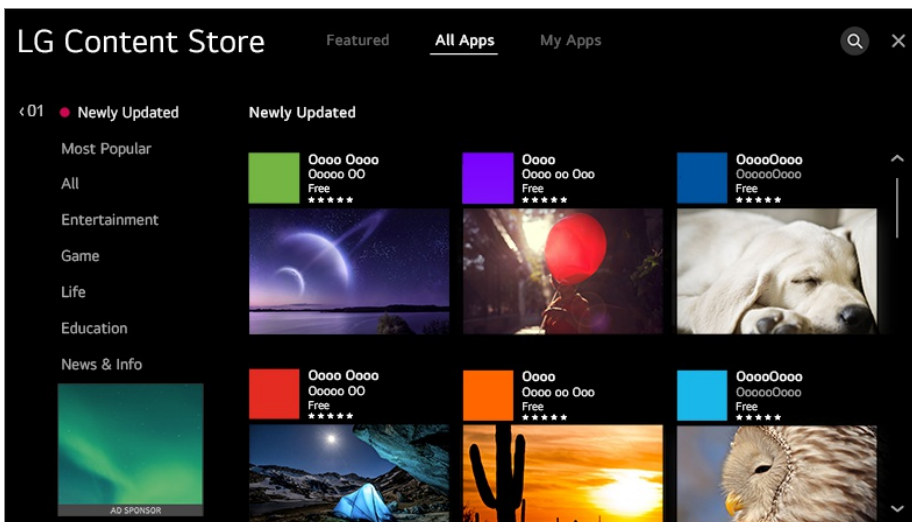 LG Content Store
Featured
All Apps
My Apps
‹01
Newly Updated
Most Popular
All
Entertainment
Game
Life
Education
News & Info
AD SPONSOR
Newly Updated
Oooo Oooo
Ooooo OO
Free
★★★★★
Oooo
Oooo oo Ooo
Free
★★★★★
OoooOooo
OooooOooo
Free
★★★★★
Oooo Oooo
Ooooo OO
Free
★★★★★
Oooo
Oooo oo Ooo
Free
★★★★★
OoooOooo
OooooOooo
Free
★★★★★